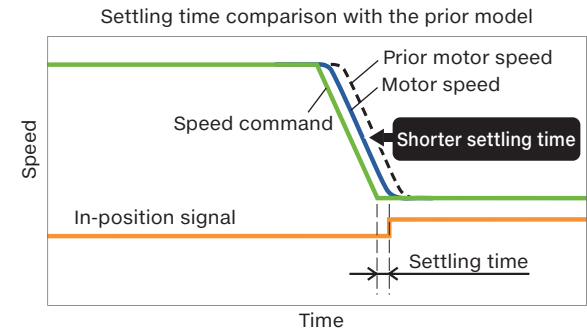 Settling time comparison with the prior model
Prior motor speed
Motor speed
Speed command
Shorter settling time
Speed
In-position signal
Settling time
Time